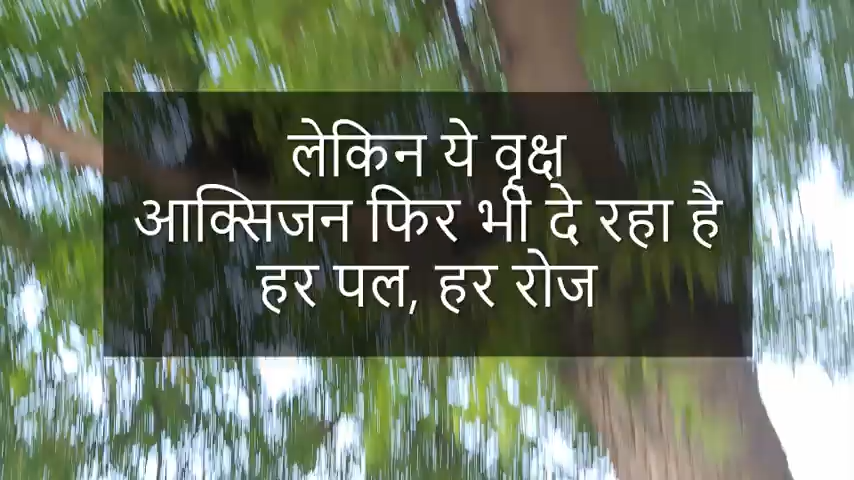 लेकिन ये वृक्ष
आक्सिजन फिर भी दे रहा है
हर पल, हर रोज